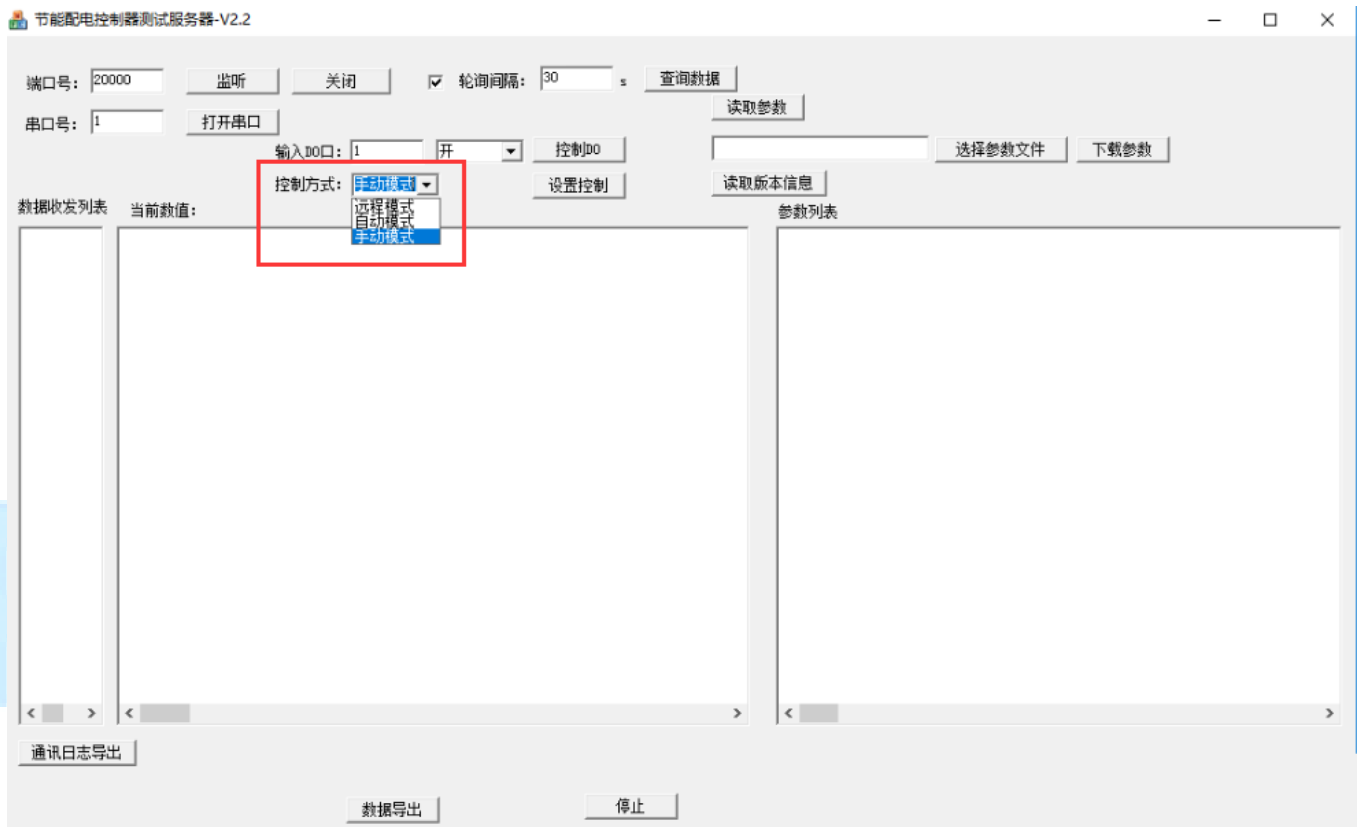 节能配电控制器测试服务器-V2.2
端口号： 20000 监听 关闭 轮询间隔： 30 s 查询数据
读取参数
串口号： 1 打开串口
输入DO口： 1 开 控制DO 选择参数文件 下载参数
控制方式： 手动模式 设置控制 读取版本信息
远程模式
自动模式
手动模式
数据收发列表 当前数值： 参数列表
通讯日志导出
数据导出 停止